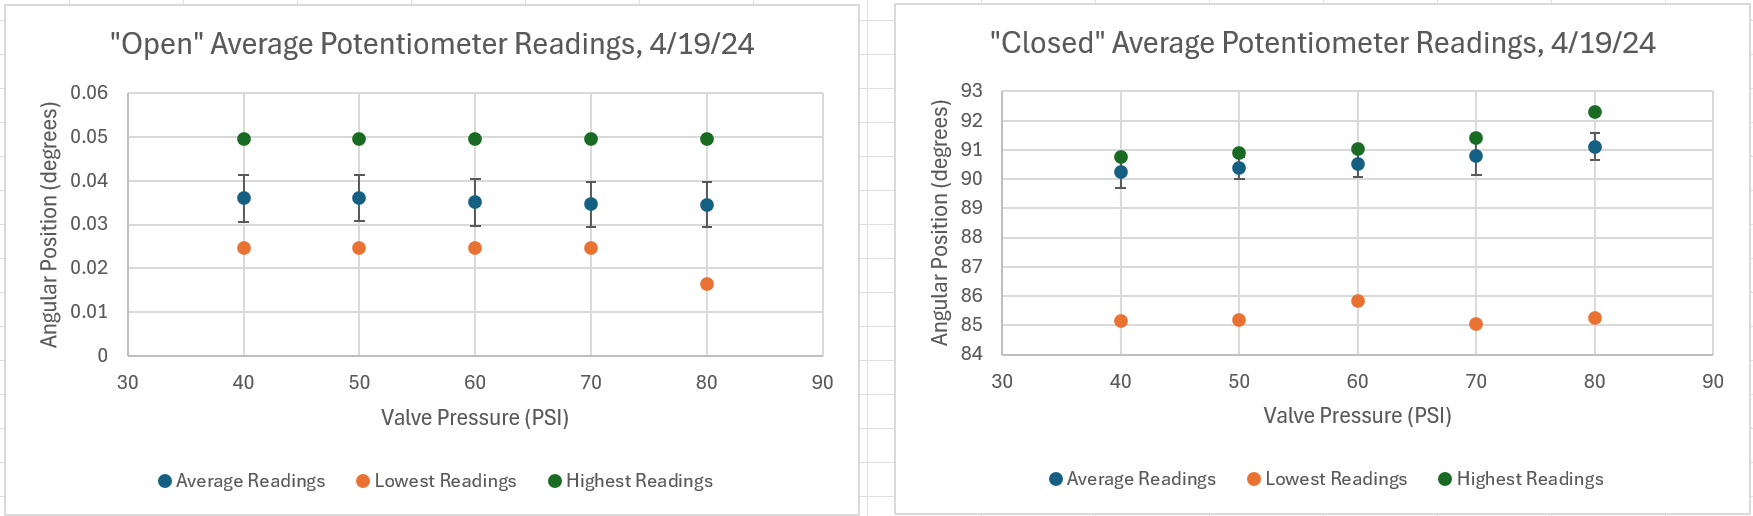 "Open" Average Potentiometer Readings, 4/19/24
0.06
0.05
0.04
0.03
0.02
0.01
0
Angular Position (degrees)
30 40 50 60 70 80 90
Valve Pressure (PSI)
Average Readings Lowest Readings Highest Readings
"Closed" Average Potentiometer Readings, 4/19/24
93
92
91
90
89
88
87
86
85
84
Angular Position (degrees)
30 40 50 60 70 80 90
Valve Pressure (PSI)
Average Readings Lowest Readings Highest Readings